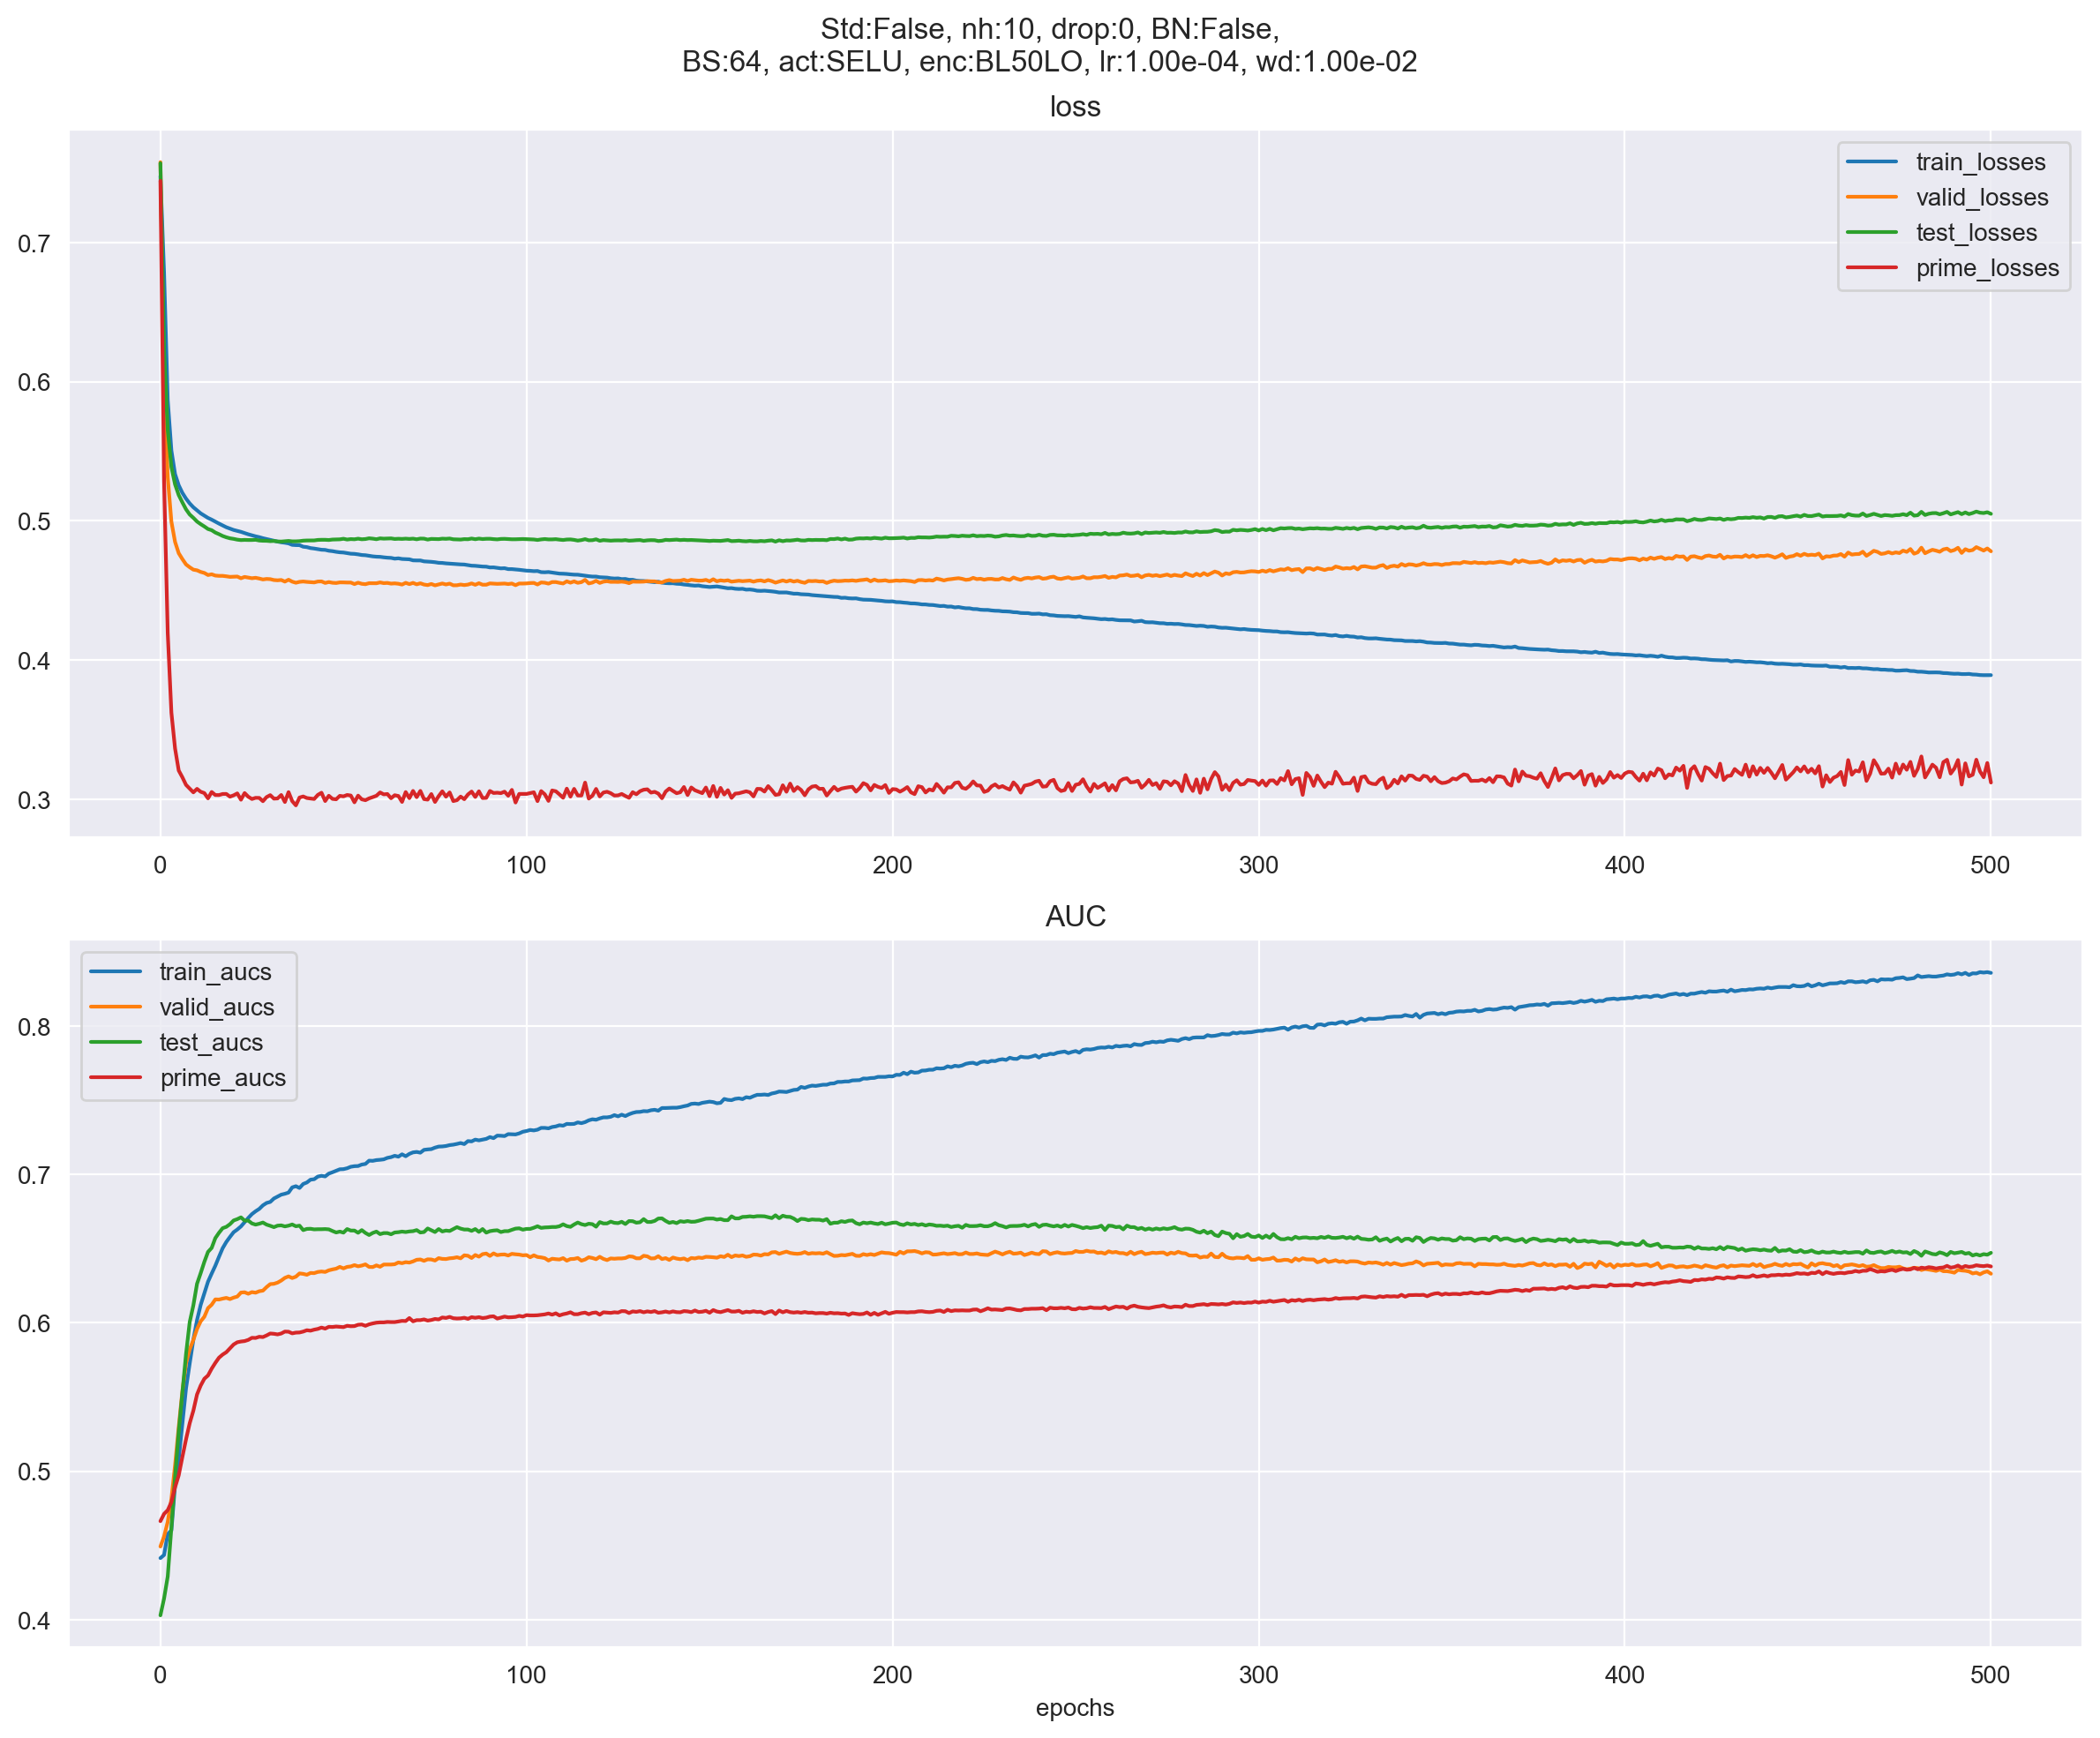 Std:False, nh:10, drop:0, BN:False,
BS:64, act:SELU, enc:BL50LO, lr:1.00e-04, wd:1.00e-02
loss
train_losses
valid_losses
test_losses
prime_losses
0.7
0.6
0.5
0.4
0.3
0 100 200 300 400 500
AUC
train_aucs
valid_aucs
test_aucs
prime_aucs
0.8
0.7
0.6
0.5
0.4
0 100 200 300 400 500
epochs